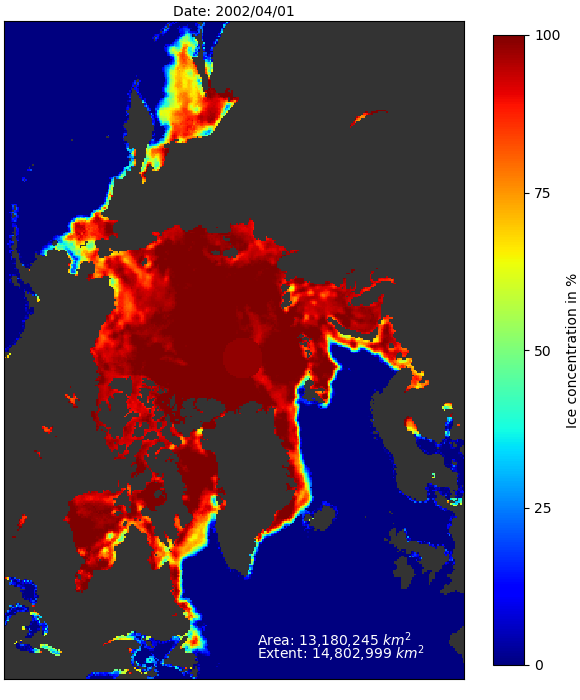 Date: 2002/04/01
100
75
50
25
0
Ice concentration in %
Area: 13,180,245 km²
Extent: 14,802,999 km²